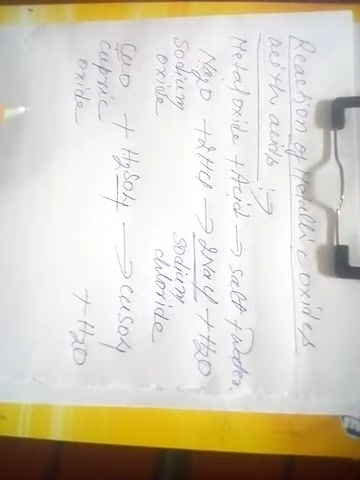 Reaction of Metallic oxides
with acids :→
Metal oxide + Acid → salt + Water.
Na2O + 2HCl → 2NaCl + H2O
Sodium oxide sodium chloride
CuO + H2SO4 → CuSO4
cupric oxide + H2O